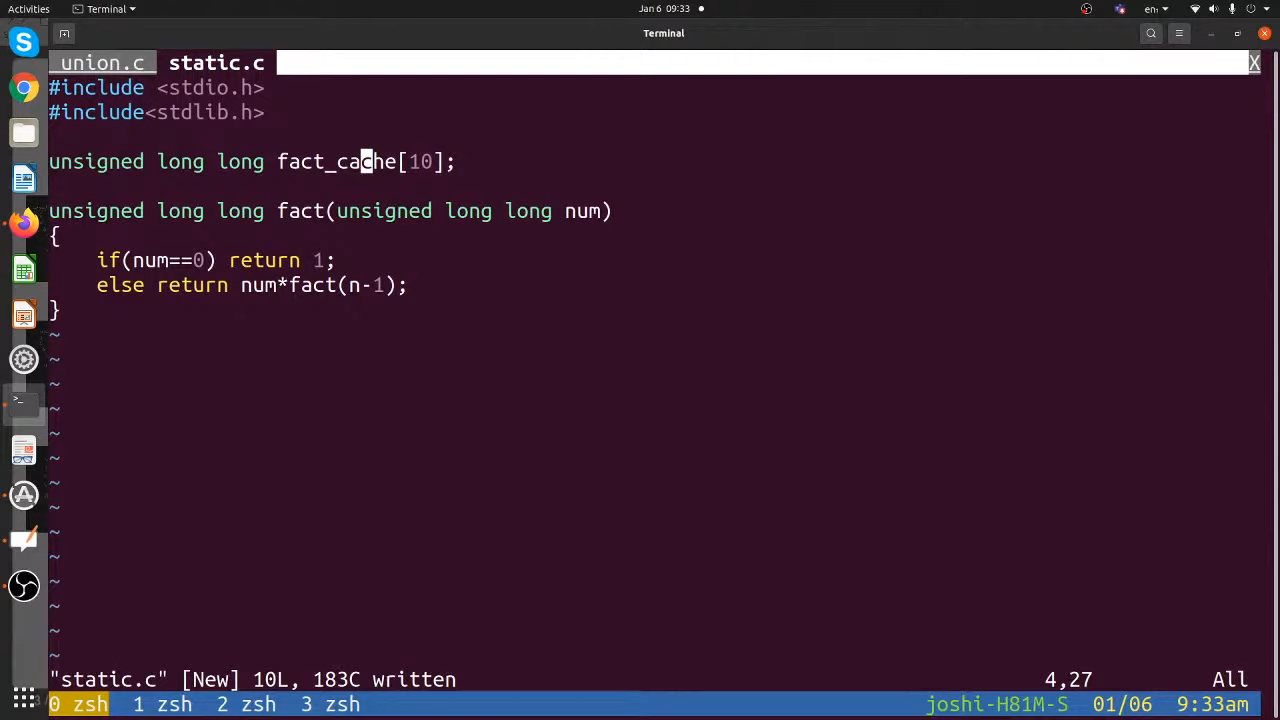 Activities Terminal Jan 6 09:33 en
Terminal
union.c static.c X
#include <stdio.h>
#include<stdlib.h>
unsigned long long fact_cache[10];
unsigned long long fact(unsigned long long num)
{
if(num==0) return 1;
else return num*fact(n-1);
}
~
~
~
~
~
~
~
~
~
~
~
~
~
~
"static.c" [New] 10L, 183C written 4,27 All
0 zsh 1 zsh 2 zsh 3 zsh joshi-H81M-S 01/06 9:33am